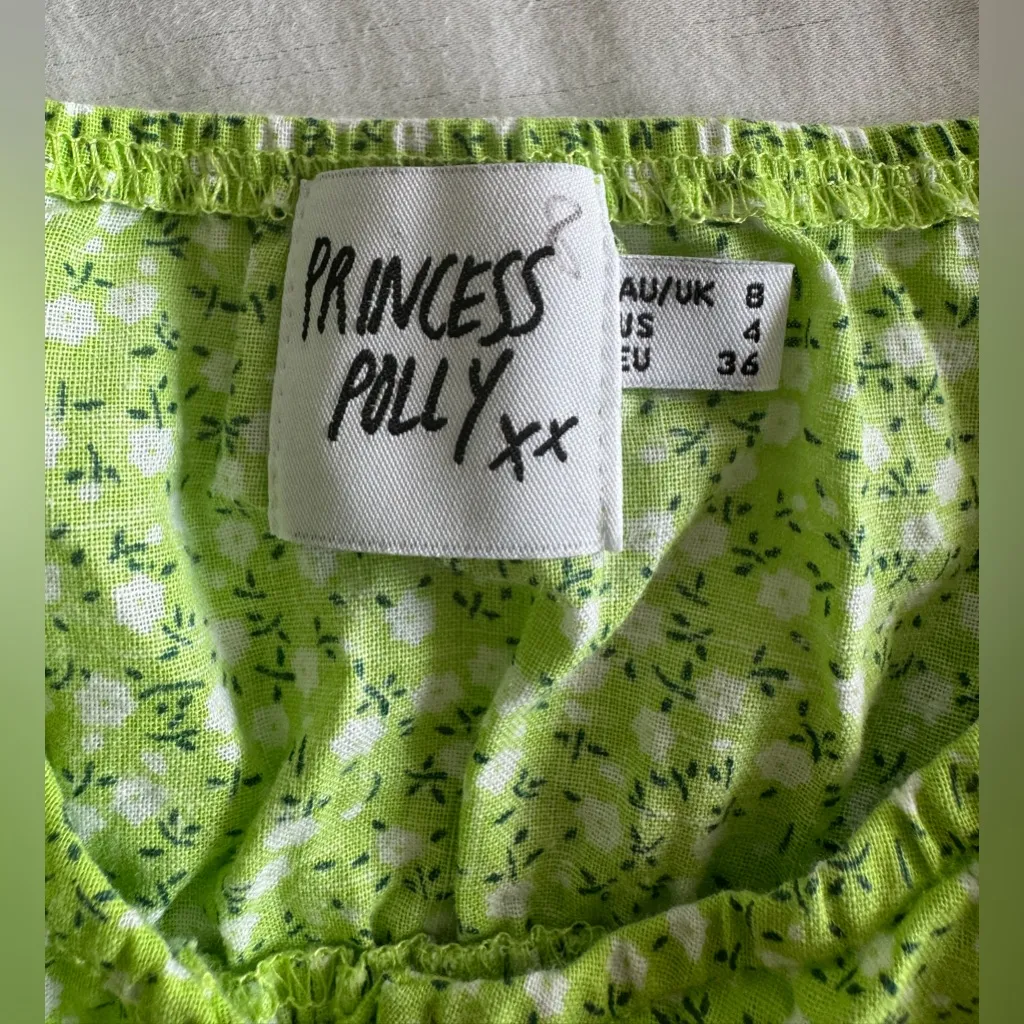 PRINCESS
POLLY xx
AU/UK 8
US 4
EU 36